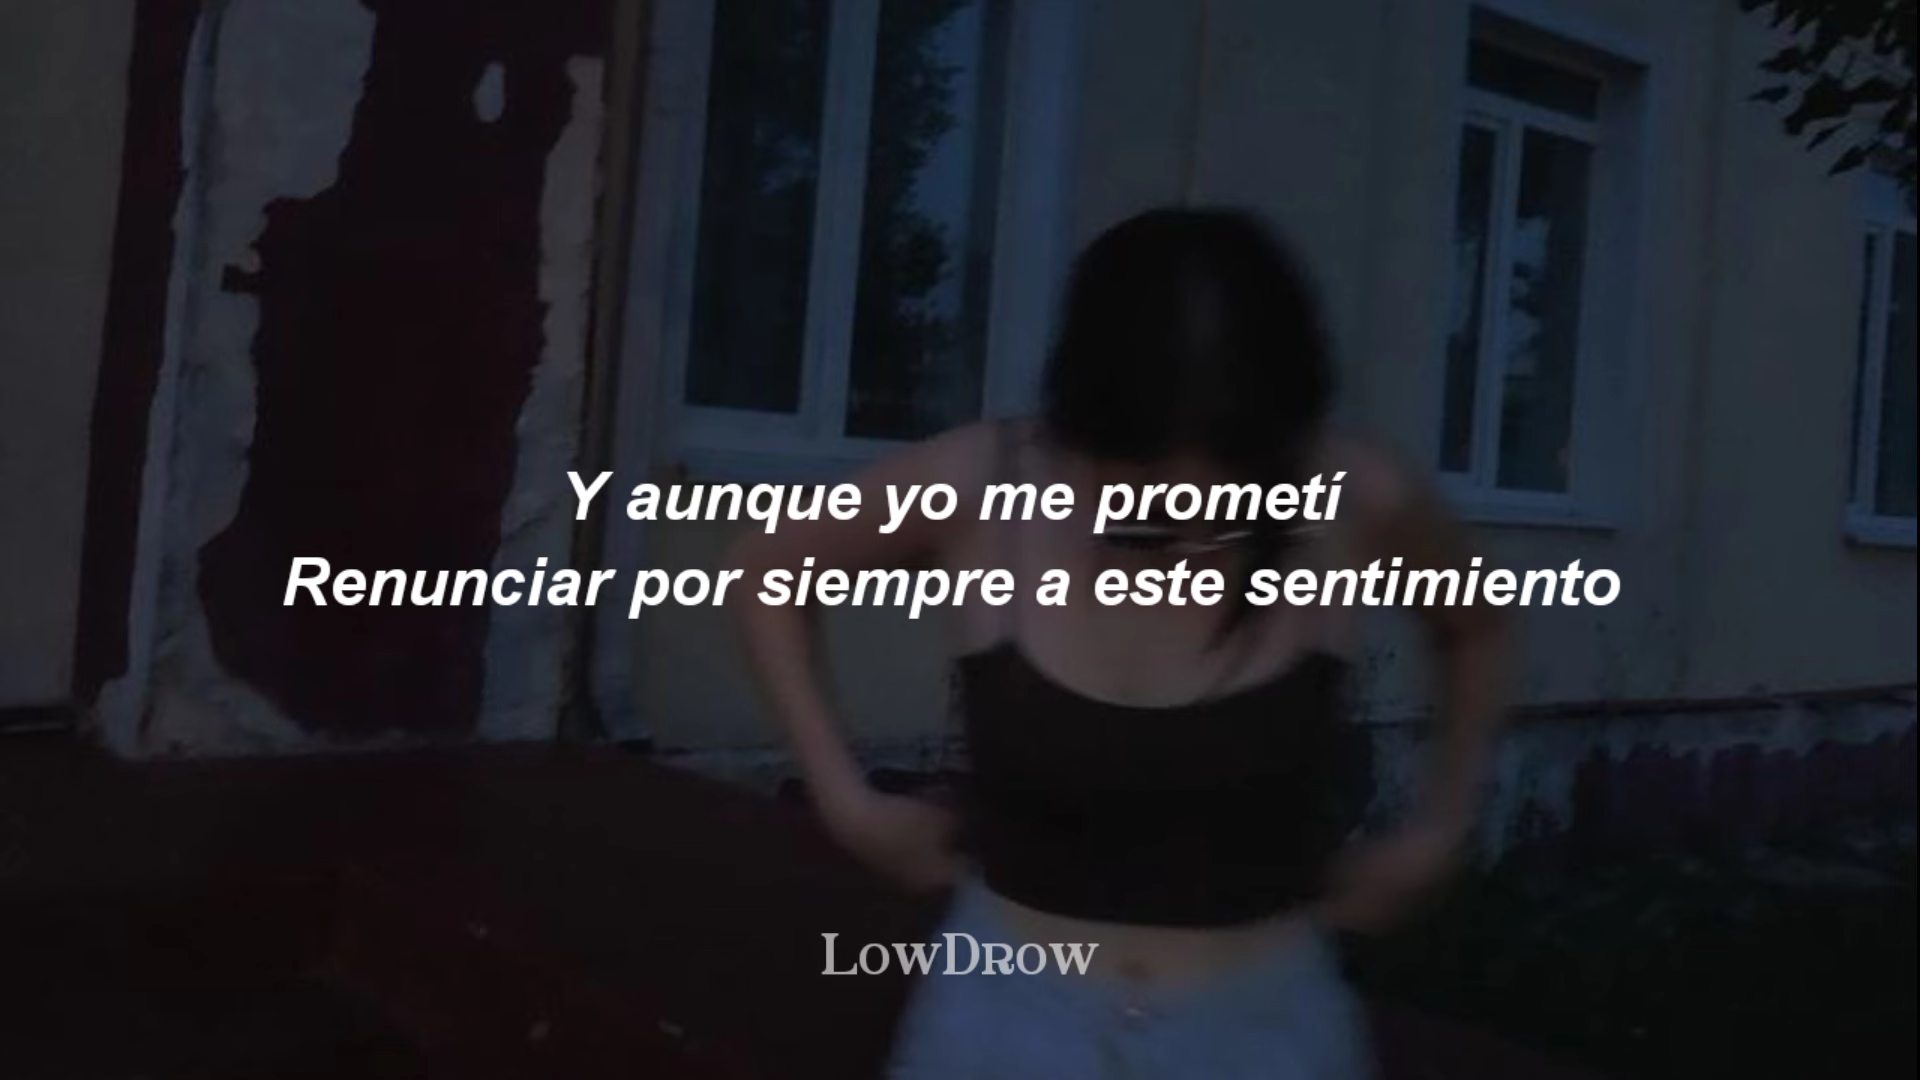 Y aunque yo me prometí
Renunciar por siempre a este sentimiento
LowDrow